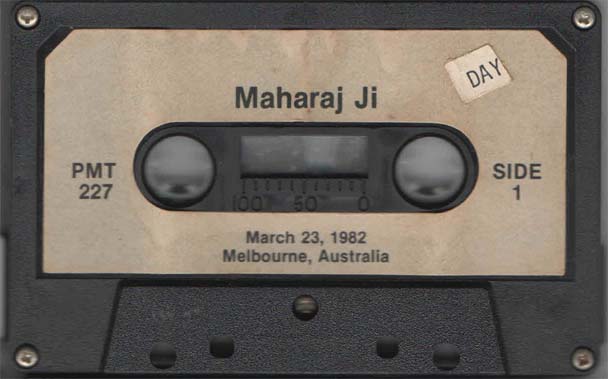 DAY
Maharaj Ji
PMT
227
SIDE
1
100 50 0
March 23, 1982
Melbourne, Australia